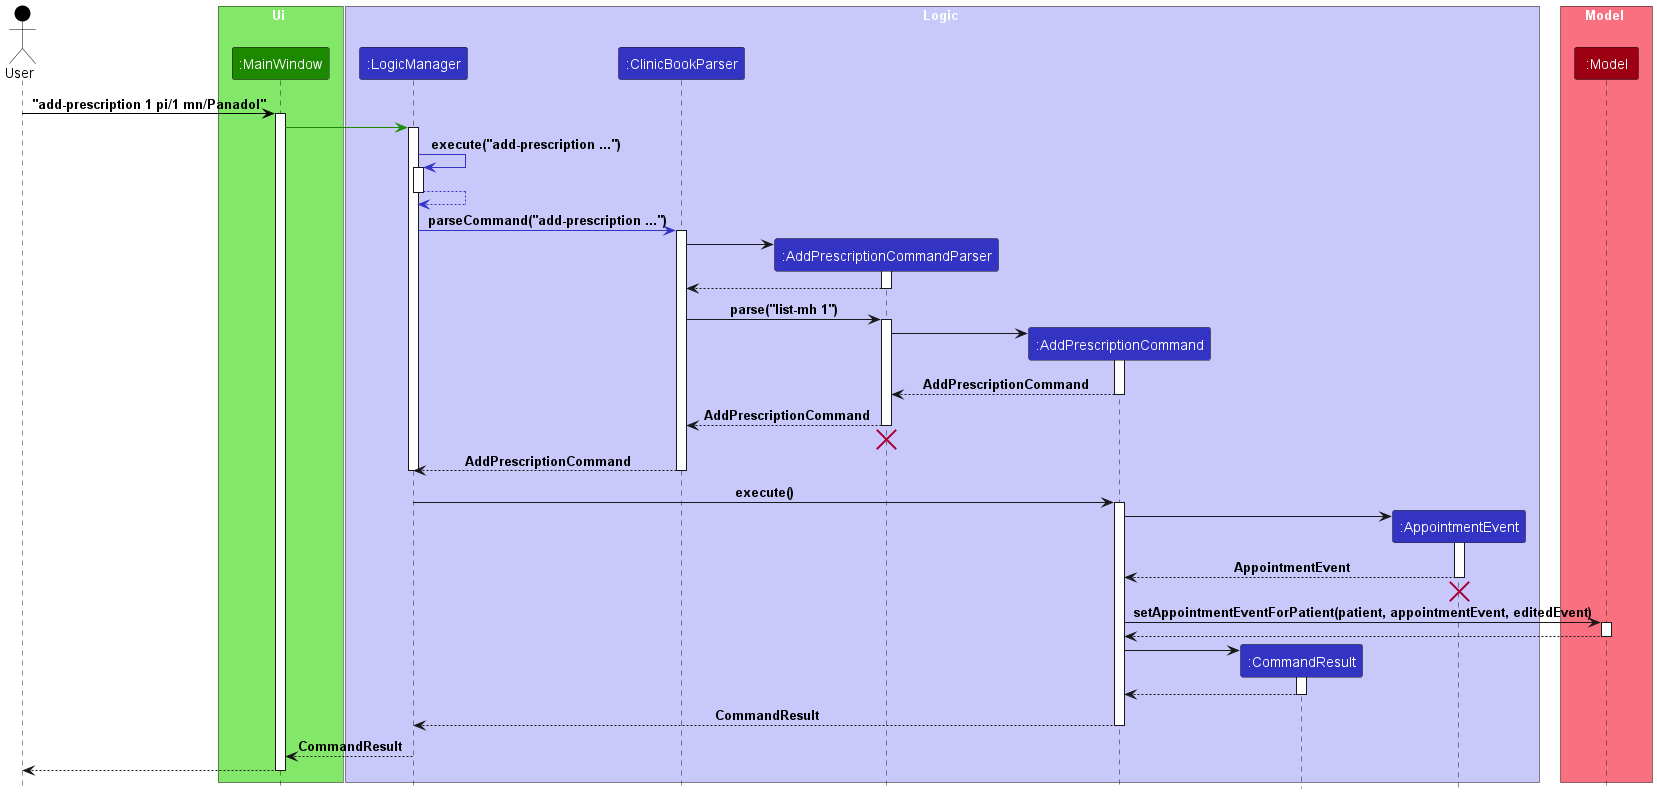 Ui
Logic
Model
User
:MainWindow
:LogicManager
:ClinicBookParser
:Model
"add-prescription 1 pi/1 mn/Panadol"
execute("add-prescription ...")
parseCommand("add-prescription ...")
:AddPrescriptionCommandParser
parse("list-mh 1")
:AddPrescriptionCommand
AddPrescriptionCommand
AddPrescriptionCommand
AddPrescriptionCommand
execute()
:AppointmentEvent
AppointmentEvent
setAppointmentEventForPatient(patient, appointmentEvent, editedEvent)
:CommandResult
CommandResult
CommandResult